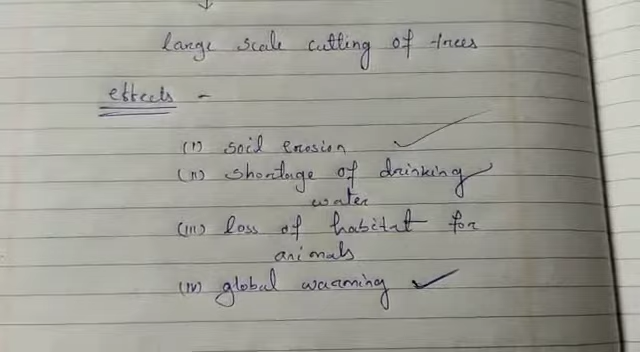 large scale cutting of trees
effects -
(i) soil erosion
(ii) shortage of drinking
water
(iii) loss of habitat for
animals
(iv) global warming